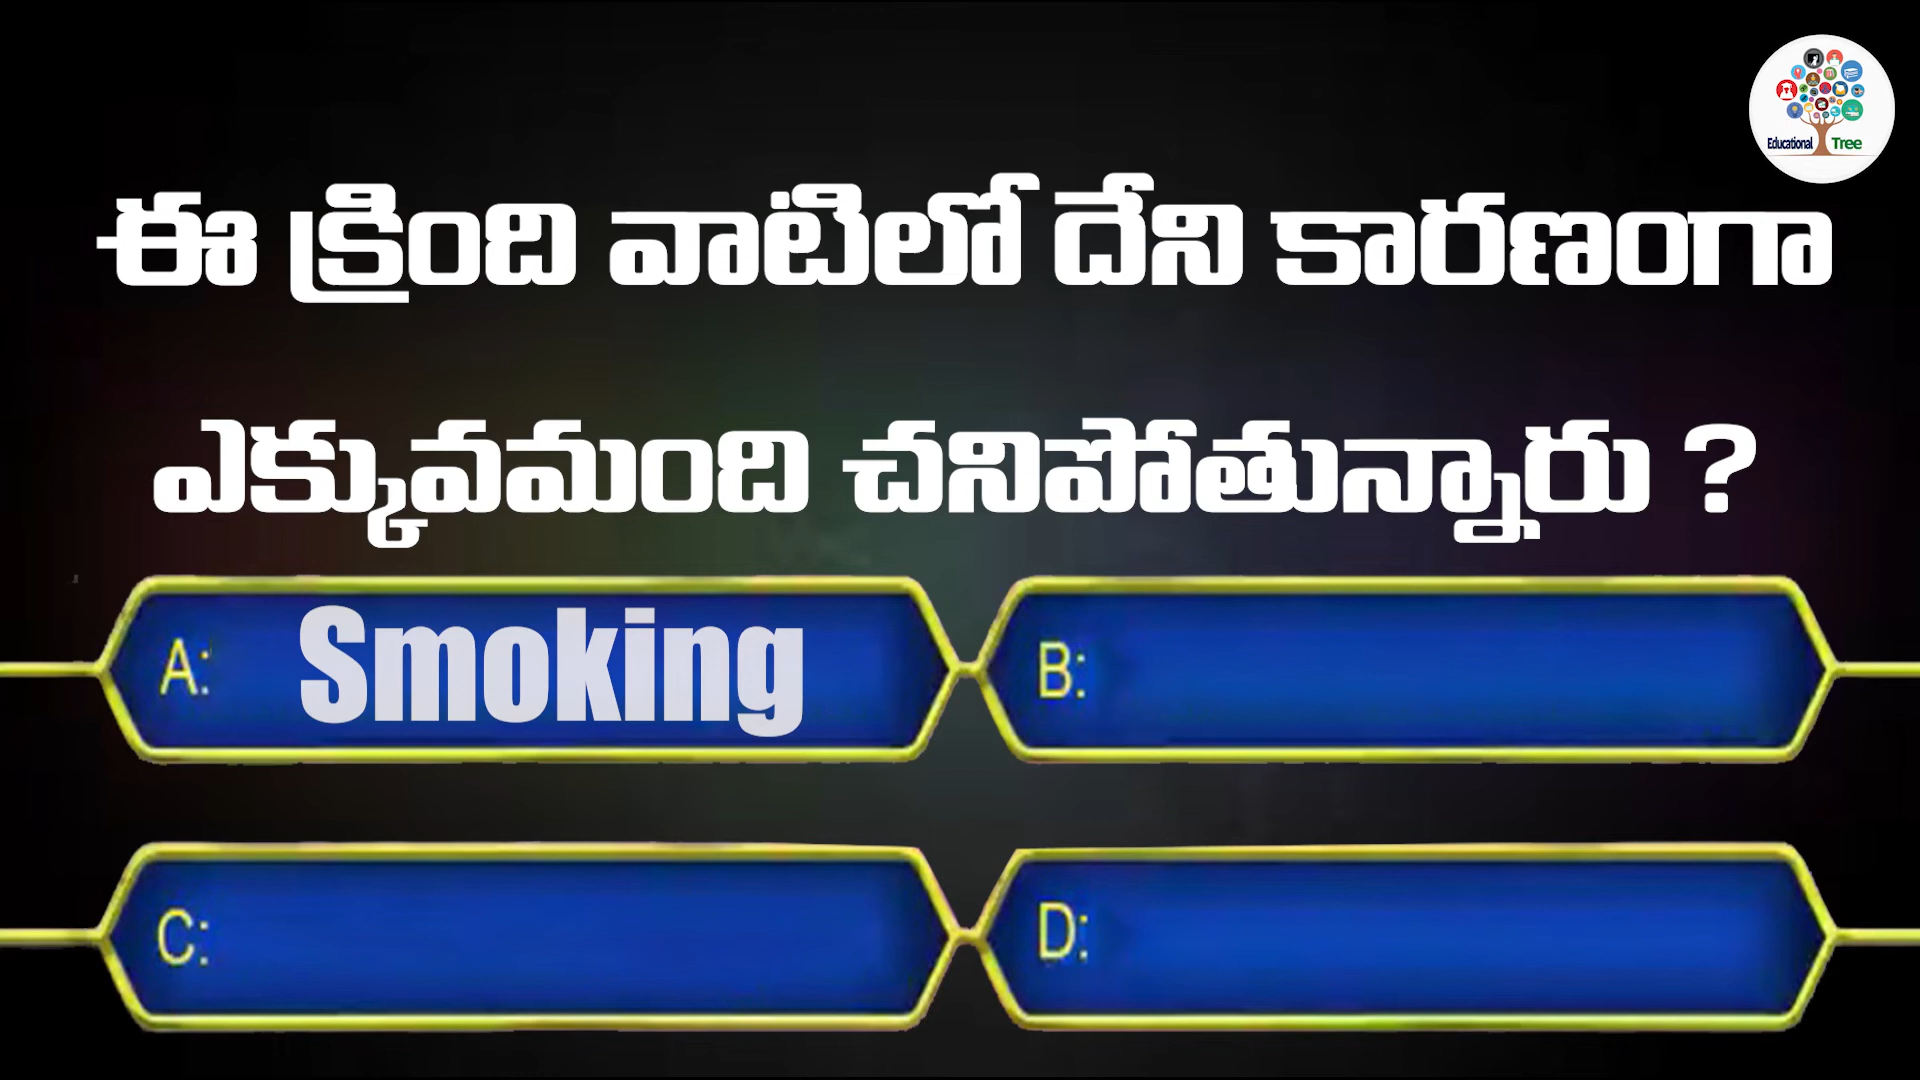 Educational Tree
ఈ క్రింది వాటిలో దేని కారణంగా
ఎక్కువమంది చనిపోతున్నారు ?
A: Smoking
B:
C:
D: